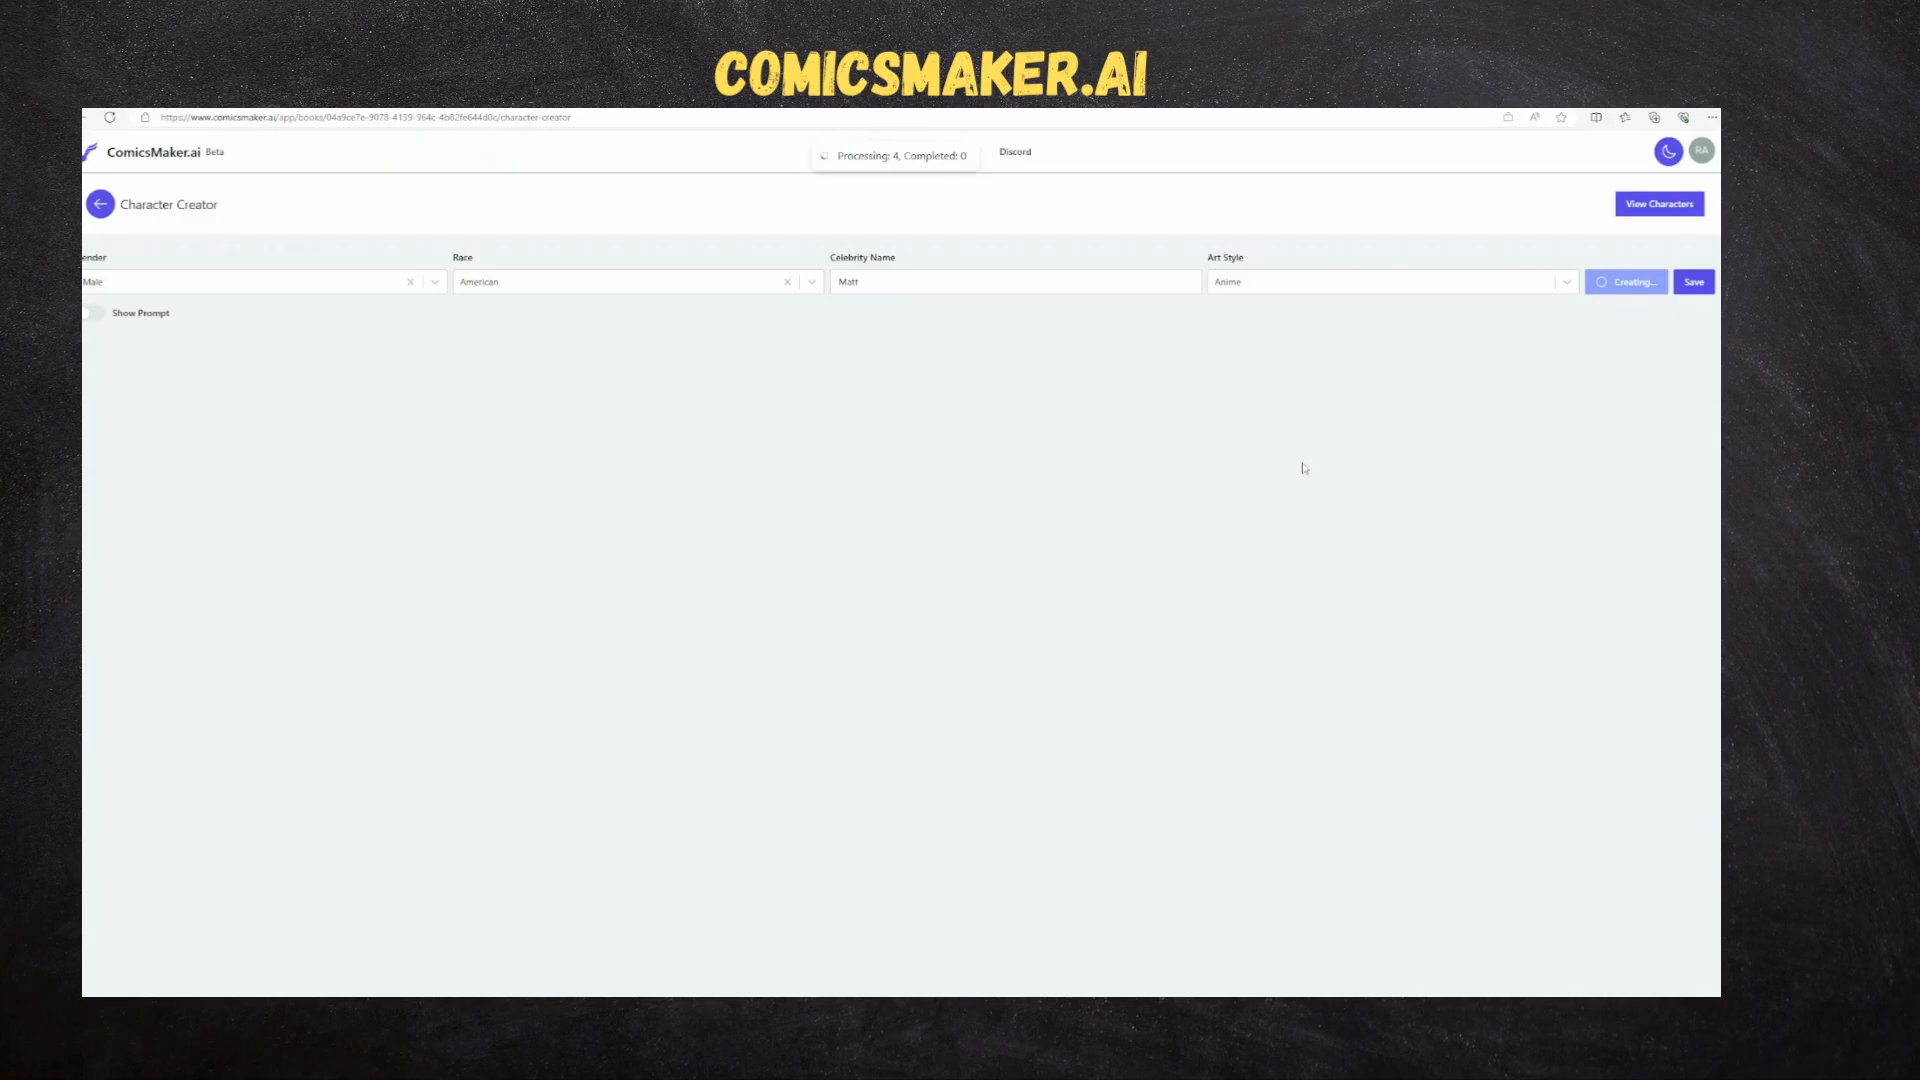 COMICSMAKER.AI
https://www.comicsmaker.ai/app/books/04a9ce7e-9078-4139-964c-4b82fe644d0c/character-creator
ComicsMaker.ai Beta
Processing: 4, Completed: 0
Discord
RA
Character Creator
View Characters
ender
Race
Celebrity Name
Art Style
Male
American
Matt
Anime
Creating...
Save
Show Prompt